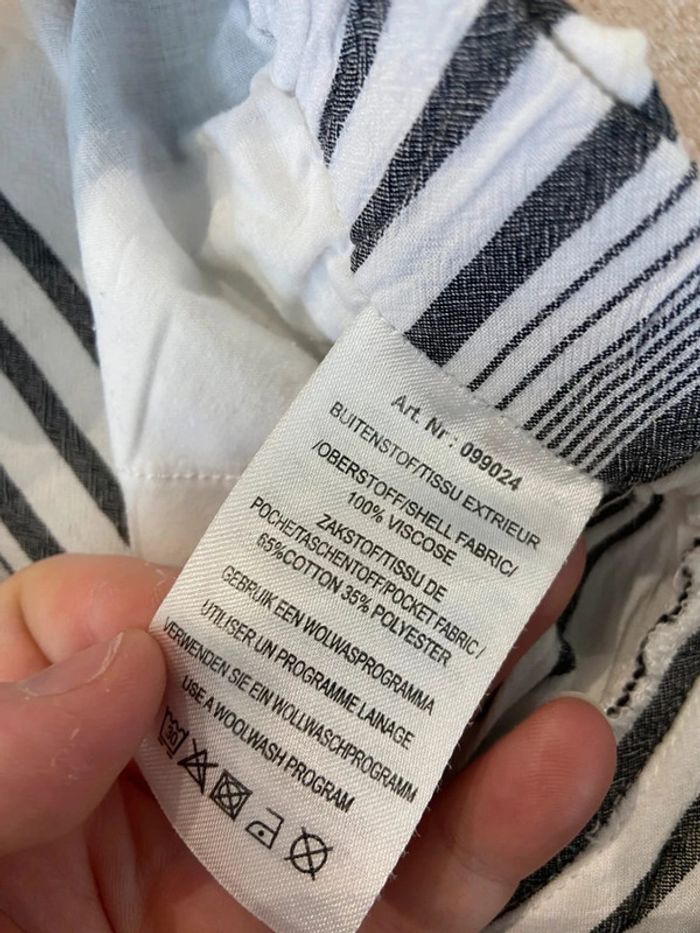 Art. Nr : 099024
BUITENSTOF/TISSU EXTRIEUR
/OBERSTOFF/SHELL FABRIC/
100% VISCOSE
ZAKSTOF/TISSU DE
POCHE/TASCHENTOFF/POCKET FABRIC/
65%COTTON 35% POLYESTER
GEBRUIK EEN WOLWASPROGRAMMA
UTILISER UN PROGRAMME LAINAGE
VERWENDEN SIE EIN WOLLWASCHPROGRAMM
USE A WOOLWASH PROGRAM
30